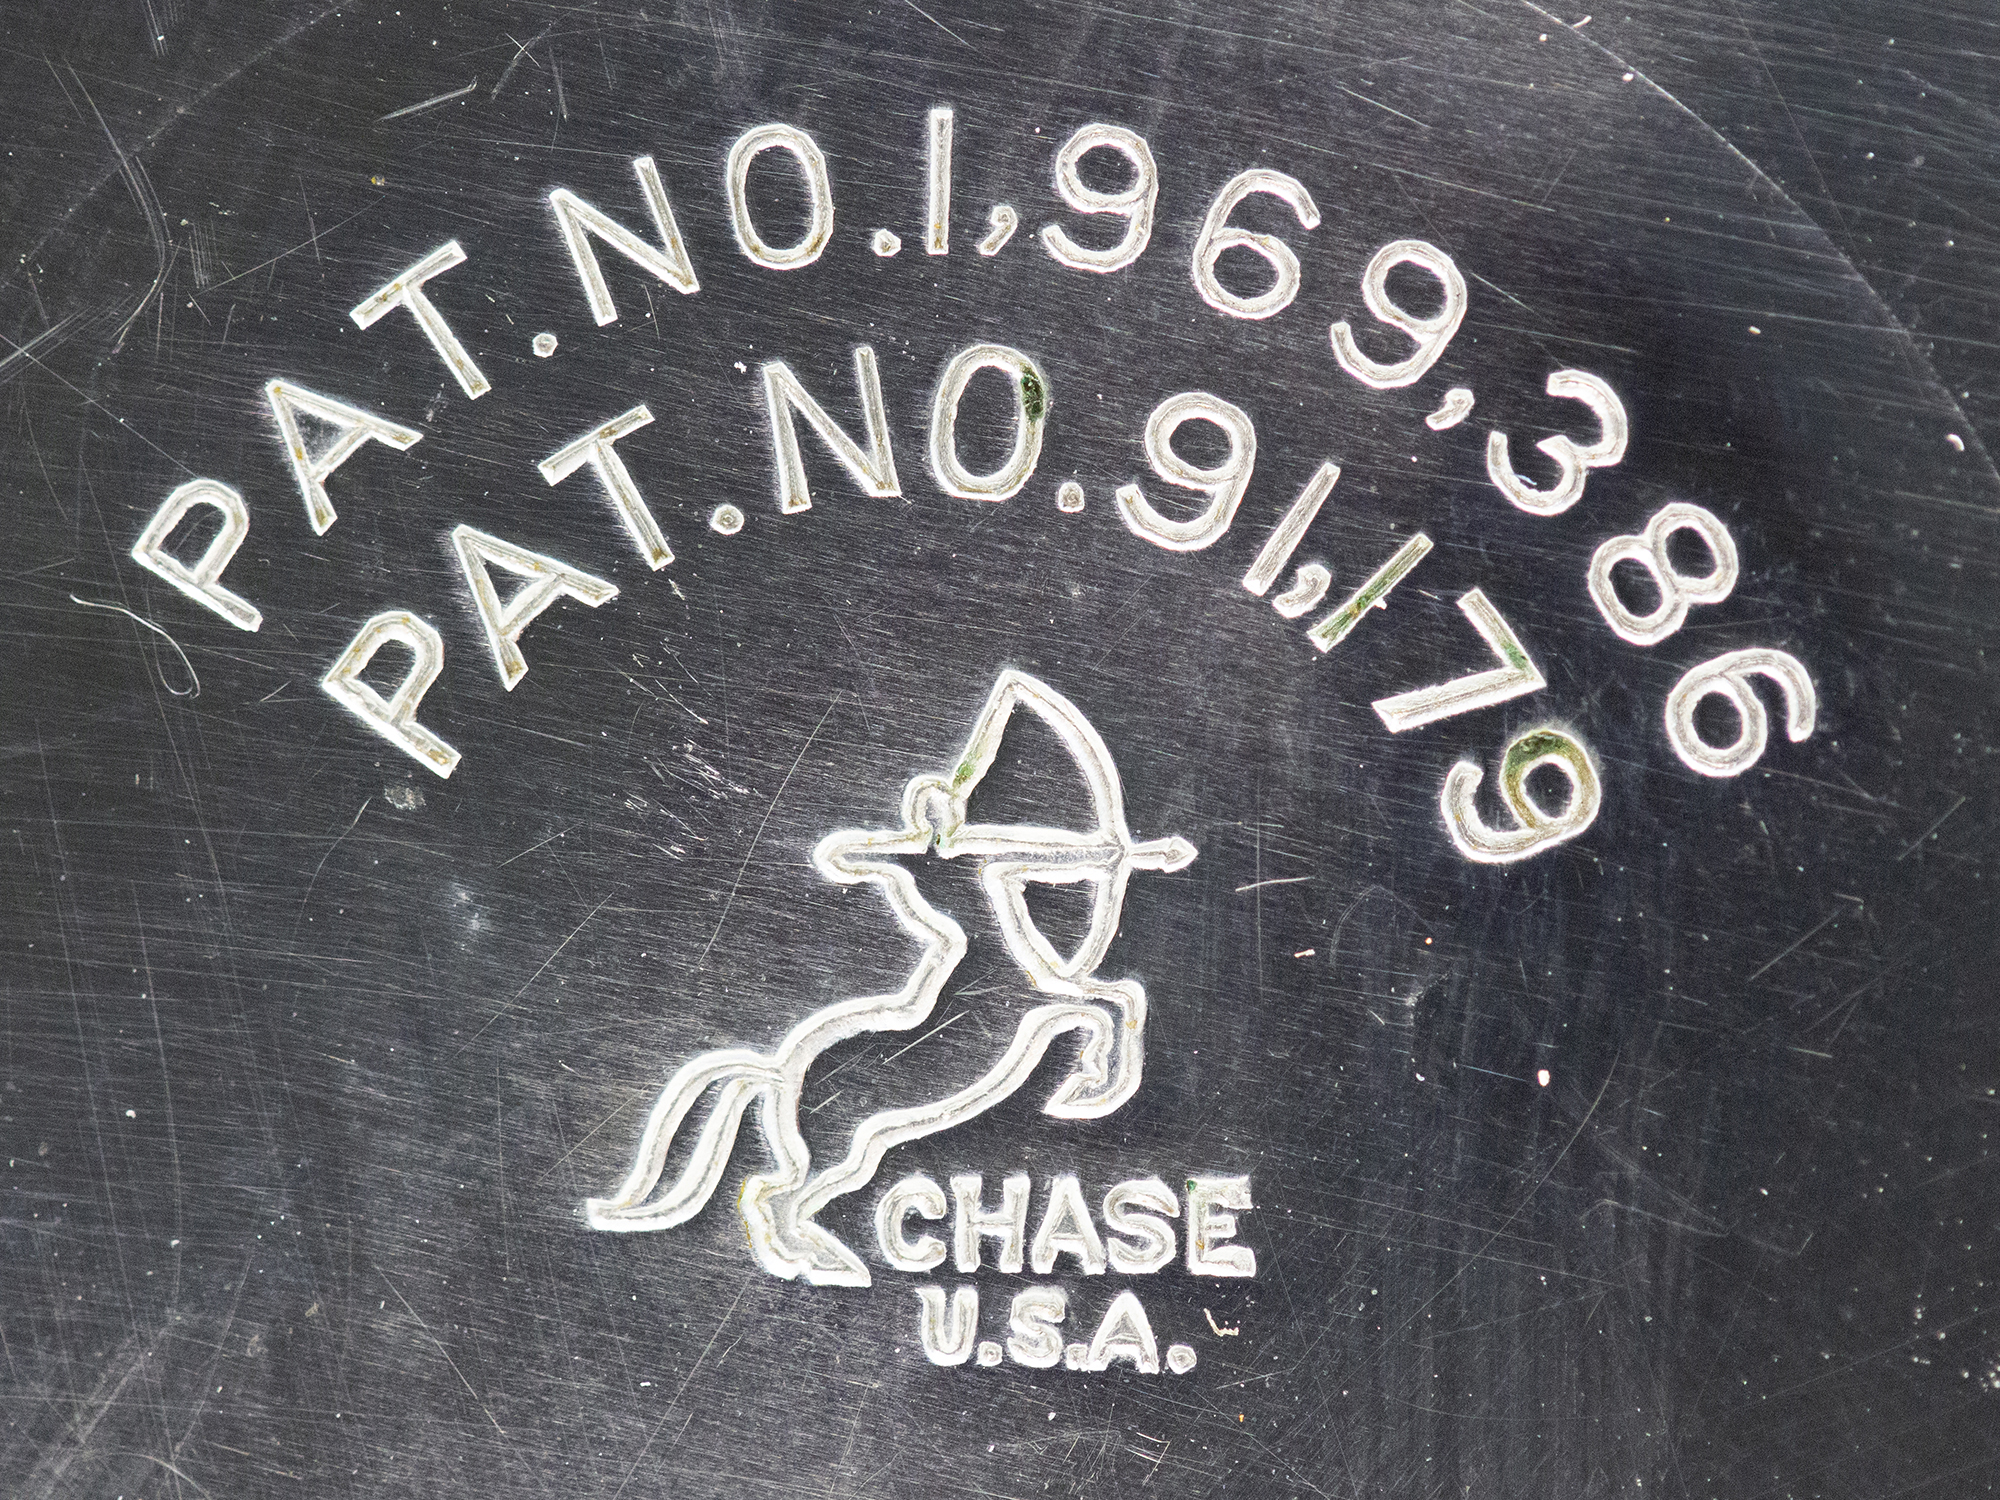 PAT. NO. 1,969,386
PAT. NO. 91,179
CHASE
U.S.A.